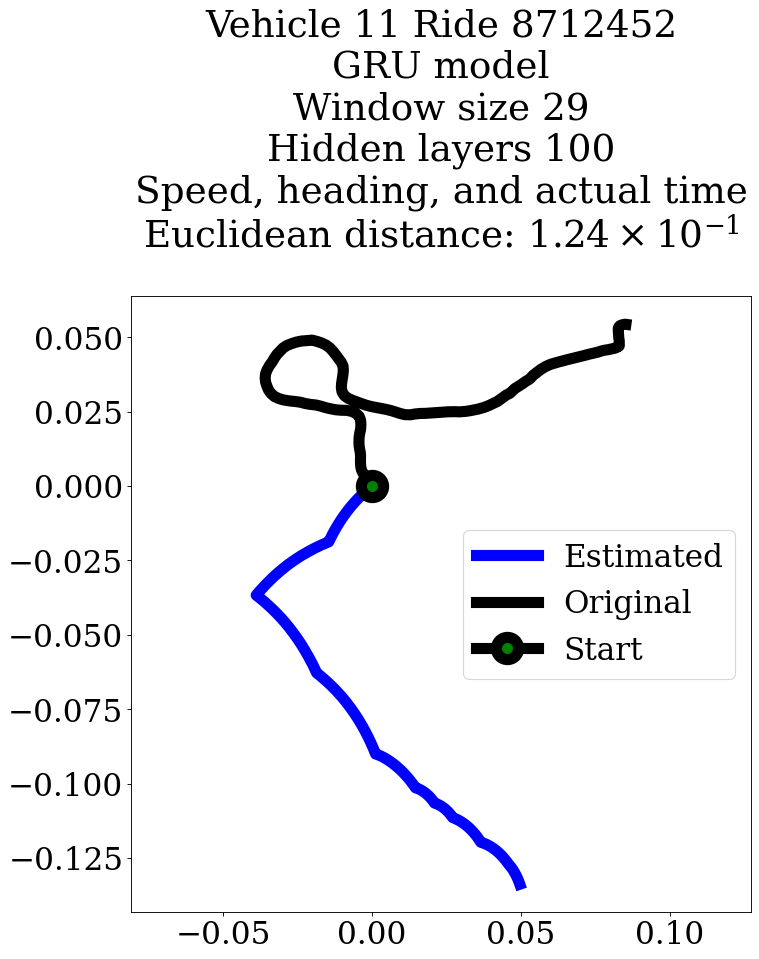 Vehicle 11 Ride 8712452
GRU model
Window size 29
Hidden layers 100
Speed, heading, and actual time
Euclidean distance: 1.24 × 10⁻¹
0.050
0.025
0.000
−0.025
−0.050
−0.075
−0.100
−0.125
Estimated
Original
Start
−0.05 0.00 0.05 0.10